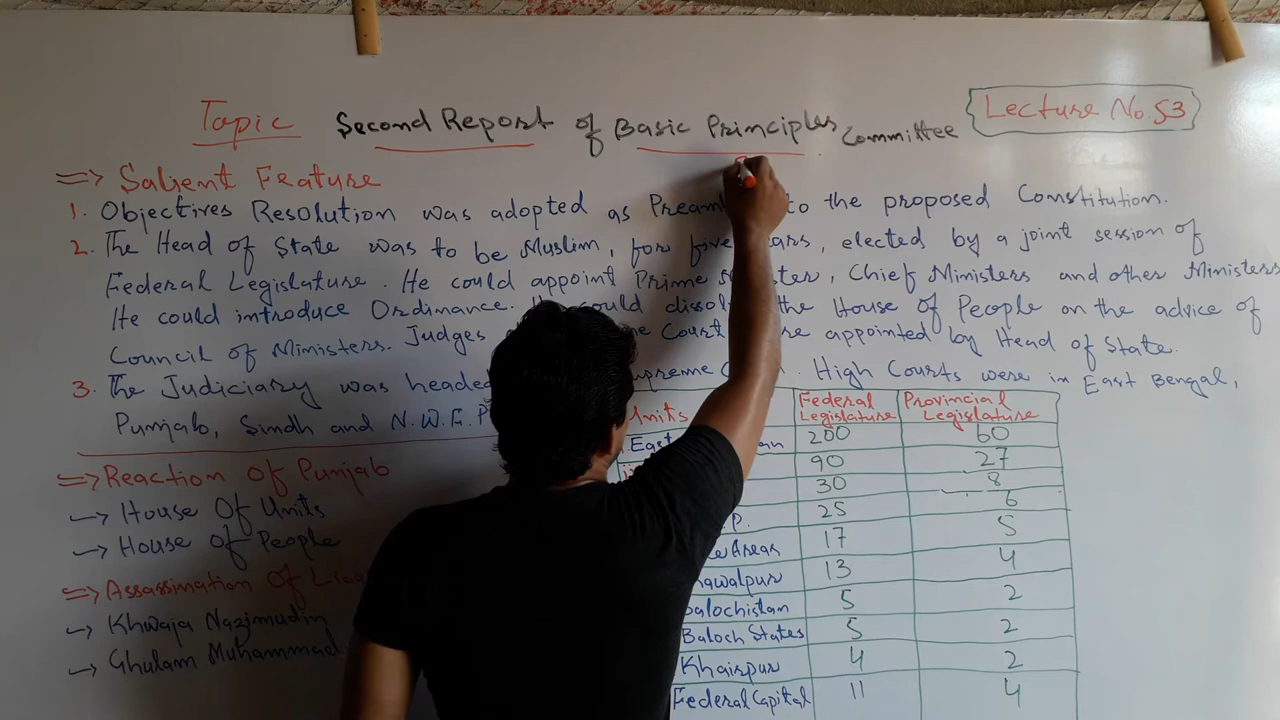 Topic Second Report of Basic Principles Committee
Lecture No. 53
=> Salient Feature
1. Objectives Resolution was adopted as Pream to the proposed Constitution.
2. The Head of State was to be Muslim, for five ars, elected by a joint session of
Federal Legislature. He could appoint Prime ster, Chief Ministers and other Ministers
He could introduce Ordinance. could dissol the House of People on the advice of
Council of Ministers. Judges Court re appointed by Head of State.
3. The Judiciary was headed upreme C . High Courts were in East Bengal,
Punjab, Sindh and N.W.F.P
=> Reaction of Punjab
-> House Of Units
-> House of People
=> Assassination of Liaq
-> Khwaja Nazimudin
-> Ghulam Muhammad
Units Federal Legislature Provincial Legislature
East an 200 60
90 27
30 8
.P. 25 6
e Areas 17 5
hawalpur 13 4
Balochistan 5 2
Baloch States 5 2
Khairpur 4 2
Federal Capital 11 4